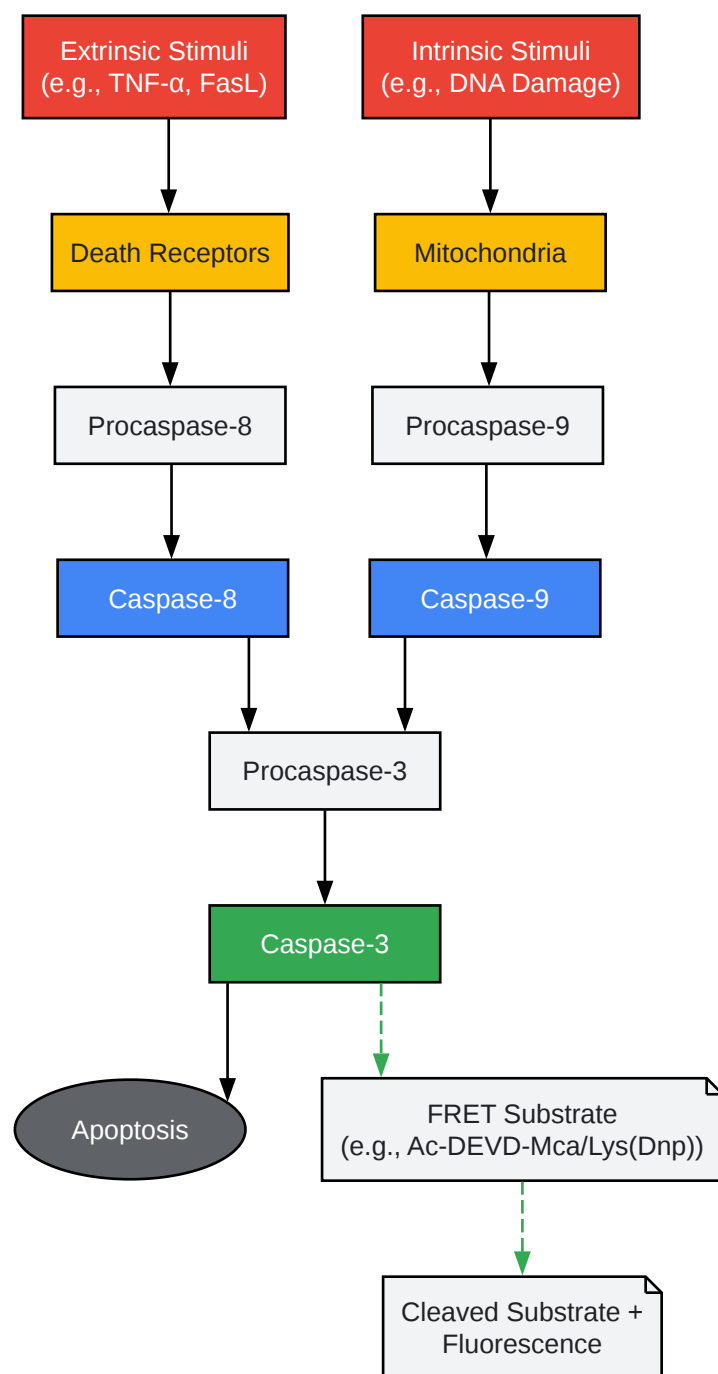 Extrinsic Stimuli
(e.g., TNF-α, FasL)
Intrinsic Stimuli
(e.g., DNA Damage)
Death Receptors
Mitochondria
Procaspase-8
Procaspase-9
Caspase-8
Caspase-9
Procaspase-3
Caspase-3
Apoptosis
FRET Substrate
(e.g., Ac-DEVD-Mca/Lys(Dnp))
Cleaved Substrate +
Fluorescence